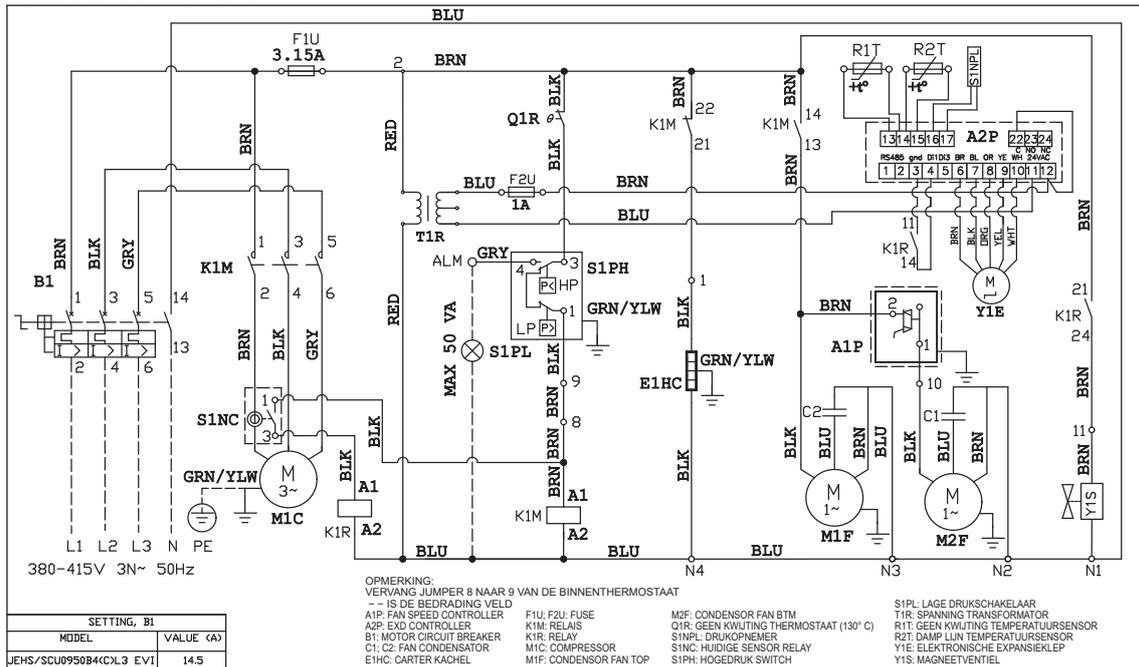 BLU
F1U
3.15A
2
BRN
R1T
R2T
S1NPL
+t° +t°
BLK
BRN
22
K1M
21
BRN
14
K1M
13
BRN
Q1R
BLK
RED
BRN
13 14 15 16 17
A2P
22 23 24
C NO NC
RS485 gnd DI1DI3 BR BL OR YE WH 24VAC
1 2 3 4 5 6 7 8 9 10 11 12
BLU
F2U
1A
BRN
BLU
T1R
BRN
BLK
GRY
B1
1 3 5 14
13
2 4 6
1 3 5
K1M
2 4 6
BRN
BLK
GRY
RED
ALM
GRY
4 3
S1PH
P< HP
1
LP P>
GRN/YLW
BLK
9
BRN
8
BRN
MAX 50 VA
S1PL
1
BLK
E1HC
GRN/YLW
BLK
11
K1R
14
BRN
BLK
ORG
YEL
WHT
M
Y1E
BRN
2
A1P
1
10
BRN
21
K1R
24
BRN
11
BRN
Y1S
S1NC
1
3
BLK
BLK
GRN/YLW
M
3~
M1C
A1
K1R
A2
A1
K1M
A2
C2
BLK
BLU
BRN
M
1~
M1F
BRN
C1
BLU
BRN
M
1~
M2F
L1 L2 L3 N PE
380-415V 3N~ 50Hz
BLU
BLU
BLU
N4
N3
N2
N1
OPMERKING:
VERVANG JUMPER 8 NAAR 9 VAN DE BINNENTHERMOSTAAT
-- IS DE BEDRADING VELD
A1P: FAN SPEED CONTROLLER
A2P: EXD CONTROLLER
B1: MOTOR CIRCUIT BREAKER
C1; C2: FAN CONDENSATOR
E1HC: CARTER KACHEL
F1U; F2U: FUSE
K1M: RELAIS
K1R: RELAY
M1C: COMPRESSOR
M1F: CONDENSOR FAN TOP
M2F: CONDENSOR FAN BTM
Q1R: GEEN KWIJTING THERMOSTAAT (130° C)
S1NPL: DRUKOPNEMER
S1NC: HUIDIGE SENSOR RELAY
S1PH: HOGEDRUK SWITCH
S1PL: LAGE DRUKSCHAKELAAR
T1R: SPANNING TRANSFORMATOR
R1T: GEEN KWIJTING TEMPERATUURSENSOR
R2T: DAMP LIJN TEMPERATUURSENSOR
Y1E: ELEKTRONISCHE EXPANSIEKLEP
Y1S: MAGNEETVENTIEL
SETTING, B1
MODEL VALUE (A)
JEHS/SCU0950B4(C)L3 EVI 14.5